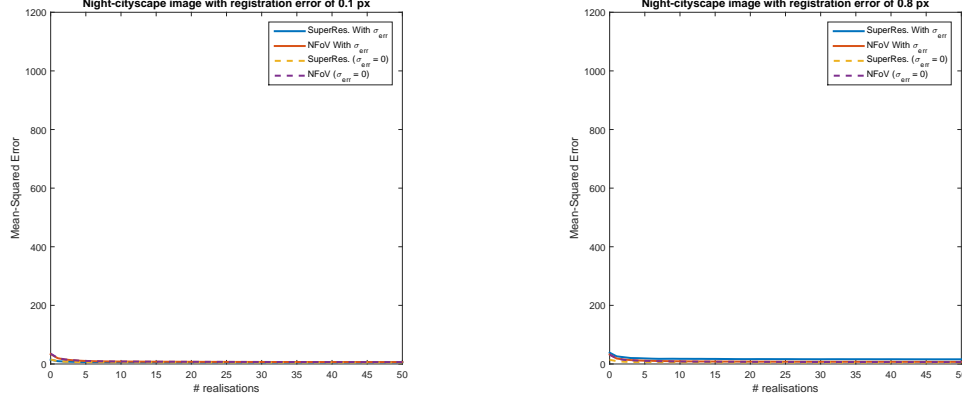 Night-cityscape image with registration error of 0.1 px
1200
1000
800
600
400
200
0
Mean-Squared Error
SuperRes. With σerr
NFoV With σerr
SuperRes. (σerr = 0)
NFoV (σerr = 0)
0 5 10 15 20 25 30 35 40 45 50
# realisations
Night-cityscape image with registration error of 0.8 px
1200
1000
800
600
400
200
0
Mean-Squared Error
SuperRes. With σerr
NFoV With σerr
SuperRes. (σerr = 0)
NFoV (σerr = 0)
0 5 10 15 20 25 30 35 40 45 50
# realisations